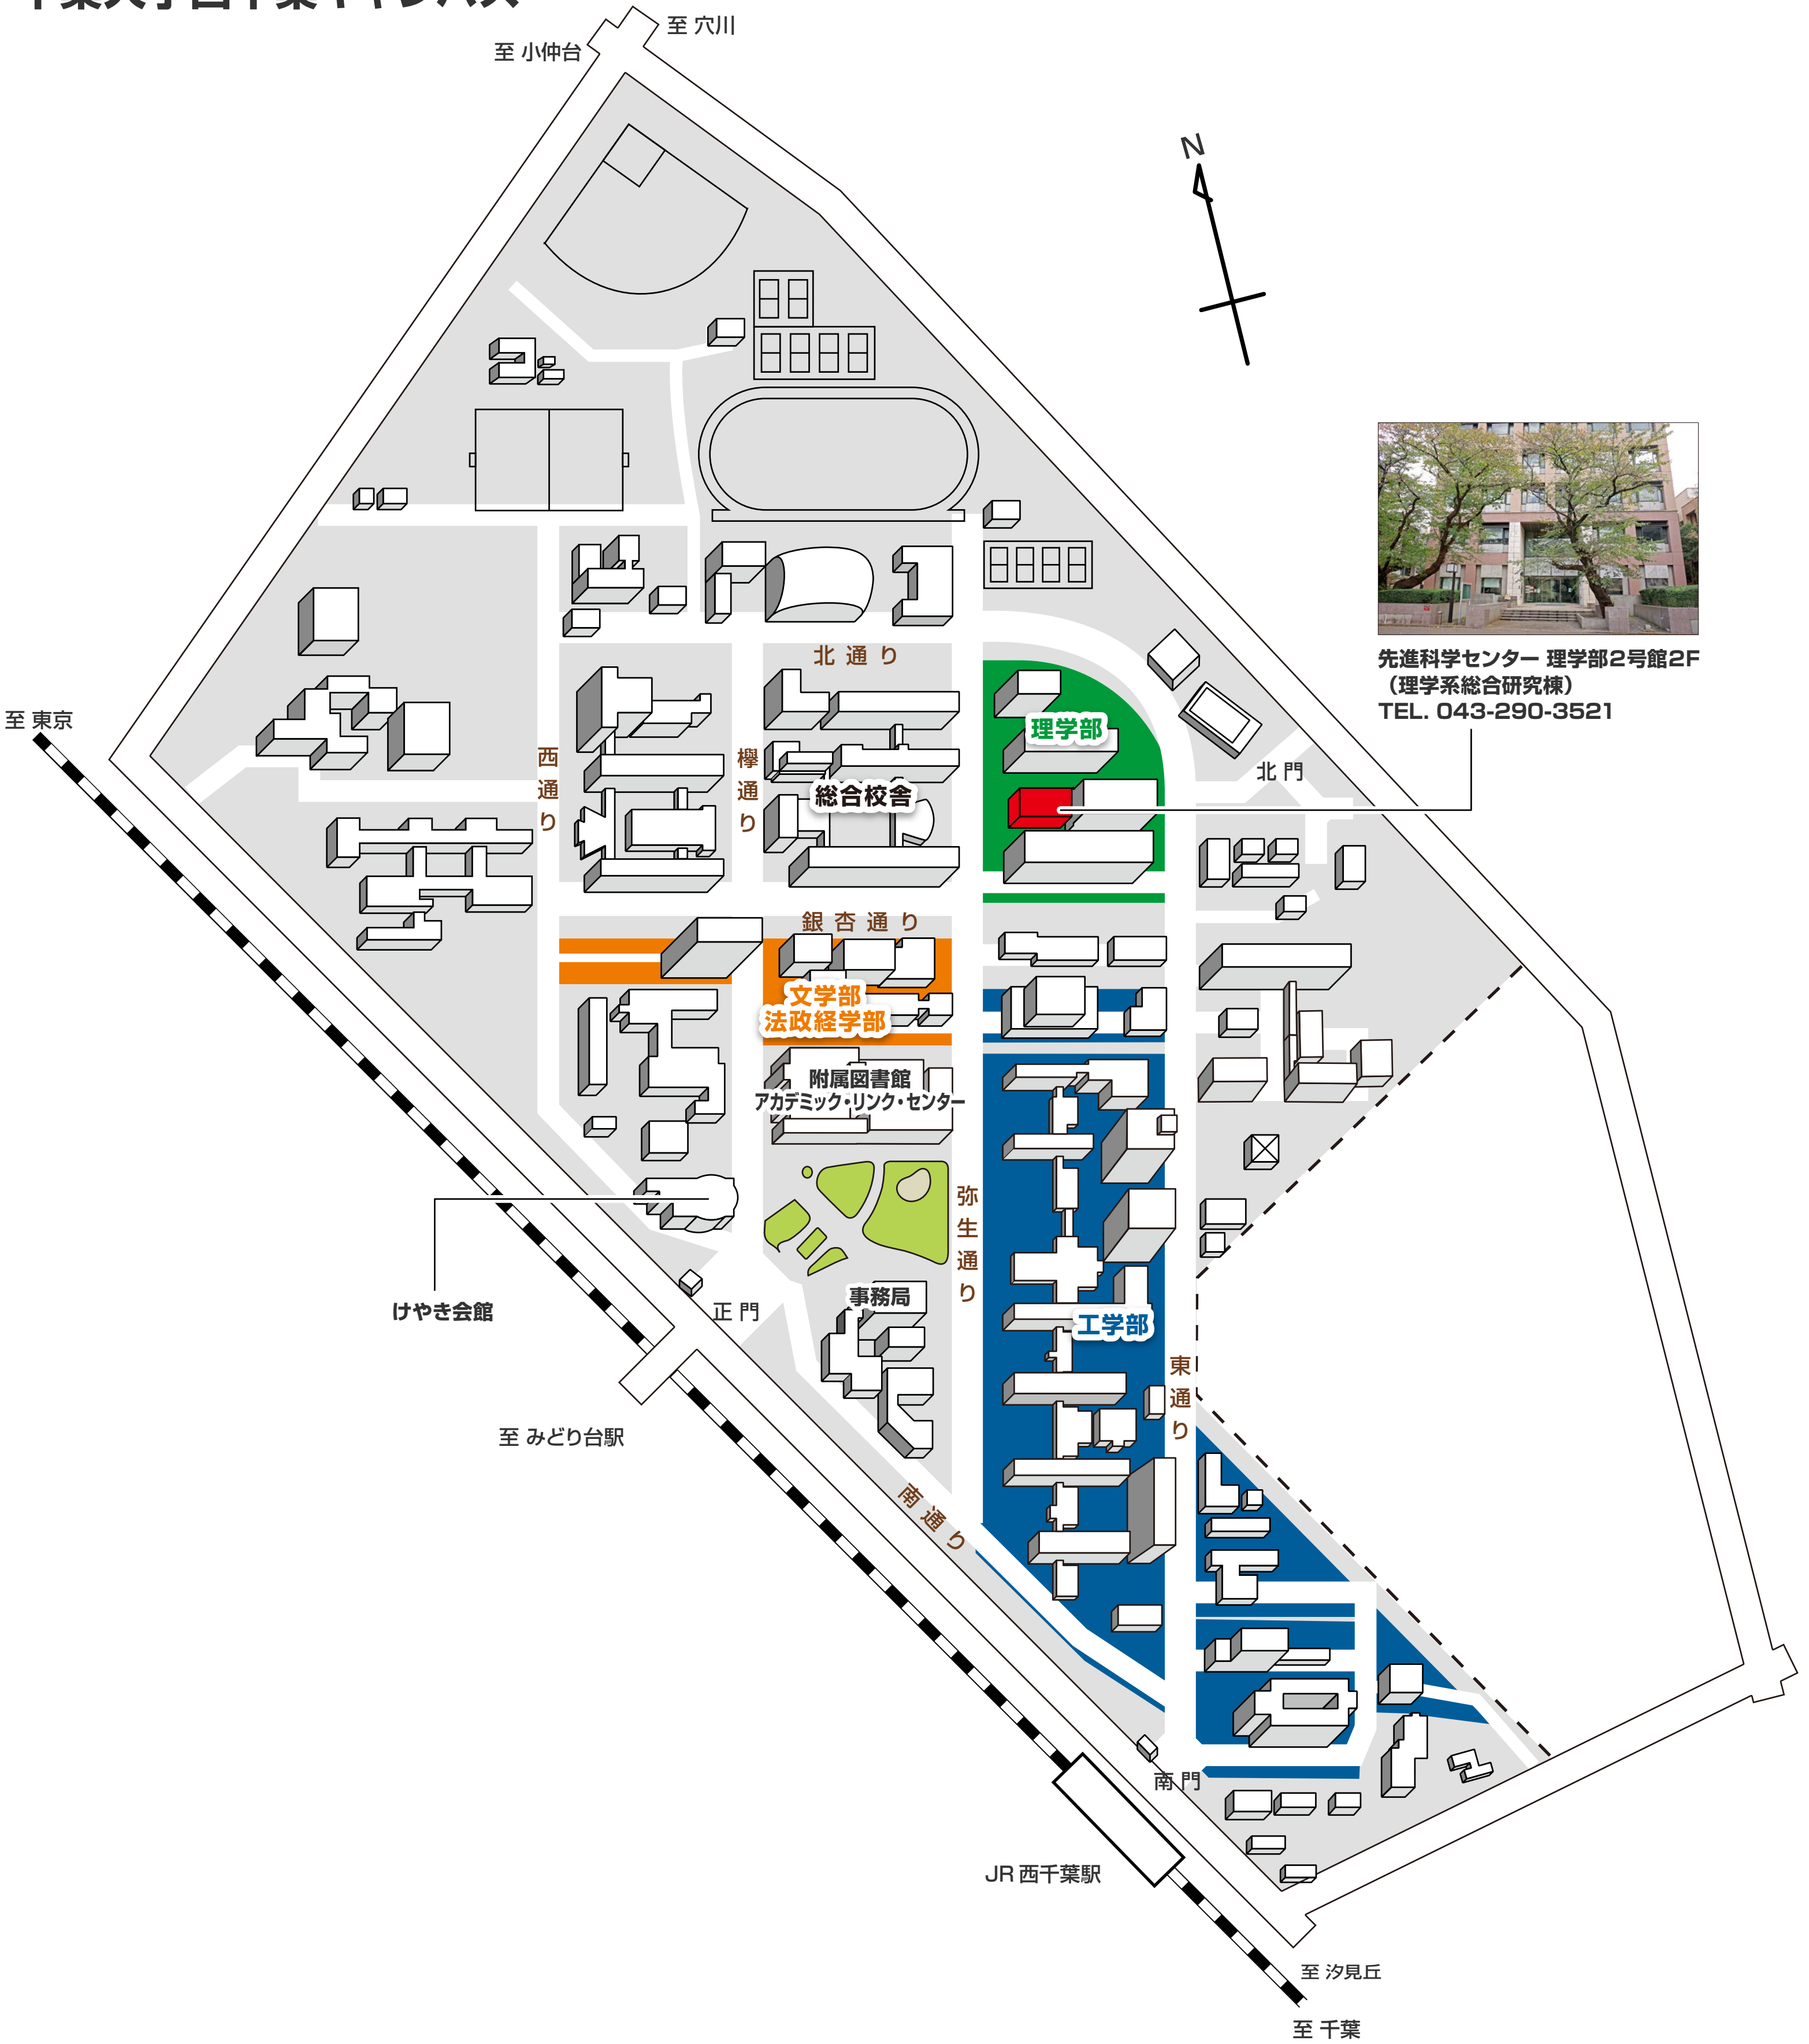 至 穴川
至 小仲台
N
先進科学センター 理学部2号館2F
（理学系総合研究棟）
TEL. 043-290-3521
北通り
理学部
至 東京
西通り
欅通り
北門
総合校舎
銀杏通り
文学部
法政経学部
附属図書館
アカデミック・リンク・センター
弥生通り
けやき会館
正門
事務局
工学部
東通り
至 みどり台駅
南通り
南門
JR 西千葉駅
至 汐見丘
至 千葉